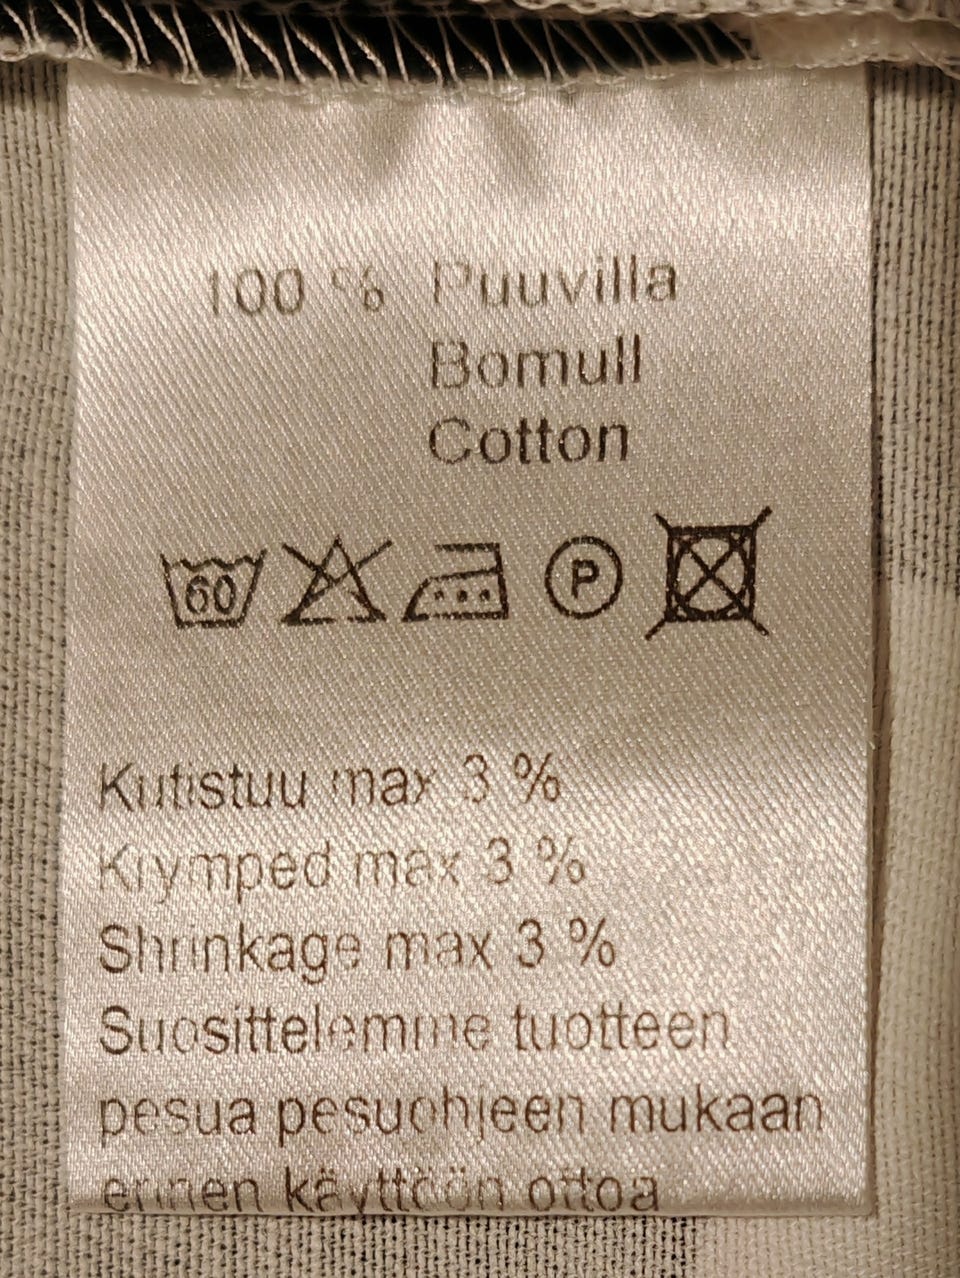 100 % Puuvilla
Bomull
Cotton
60 P
Kutistuu max 3 %
Krymped max 3 %
Shrinkage max 3 %
Suosittelemme tuotteen
pesua pesuohjeen mukaan
ennen käyttöön ottoa